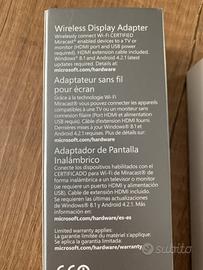 Wireless Display Adapter
Wirelessly connect Wi-Fi CERTIFIED
Miracast® enabled devices to a TV or
monitor (HDMI port and USB power
required). HDMI extension cable included.
Windows® 8.1 and Android 4.2.1 latest
updates required. Details at
microsoft.com/hardware
Adaptateur sans fil
pour écran
Grâce à la technologie Wi-Fi
Miracast® vous pouvez connecter les appareils
compatibles à une TV ou un moniteur sans
connexion filaire (Port HDMI et alimentation
USB requis). Câble d'extension HDMI fourni.
Dernières mises à jour Windows® 8.1 et
Android 4.2.1 requises. Plus de détails sur :
microsoft.com/hardware
Adaptador de Pantalla
Inalámbrico
Conecte los dispositivos habilitados con el
CERTIFICADO para Wi-Fi de Miracast® de
forma inalámbrica a un televisor o monitor
(se requiere un puerto HDMI y alimentación
USB). Cable de extensión HDMI incluido.
Se requieren las últimas actualizaciones
de Windows® 8.1 y Android 4.2.1. Más
información en
microsoft.com/hardware/es-es
Limited warranty applies
La garantie limitée du fabricant s'applique
Se aplica la garantía limitada
microsoft.com/hardware/warranty
subito